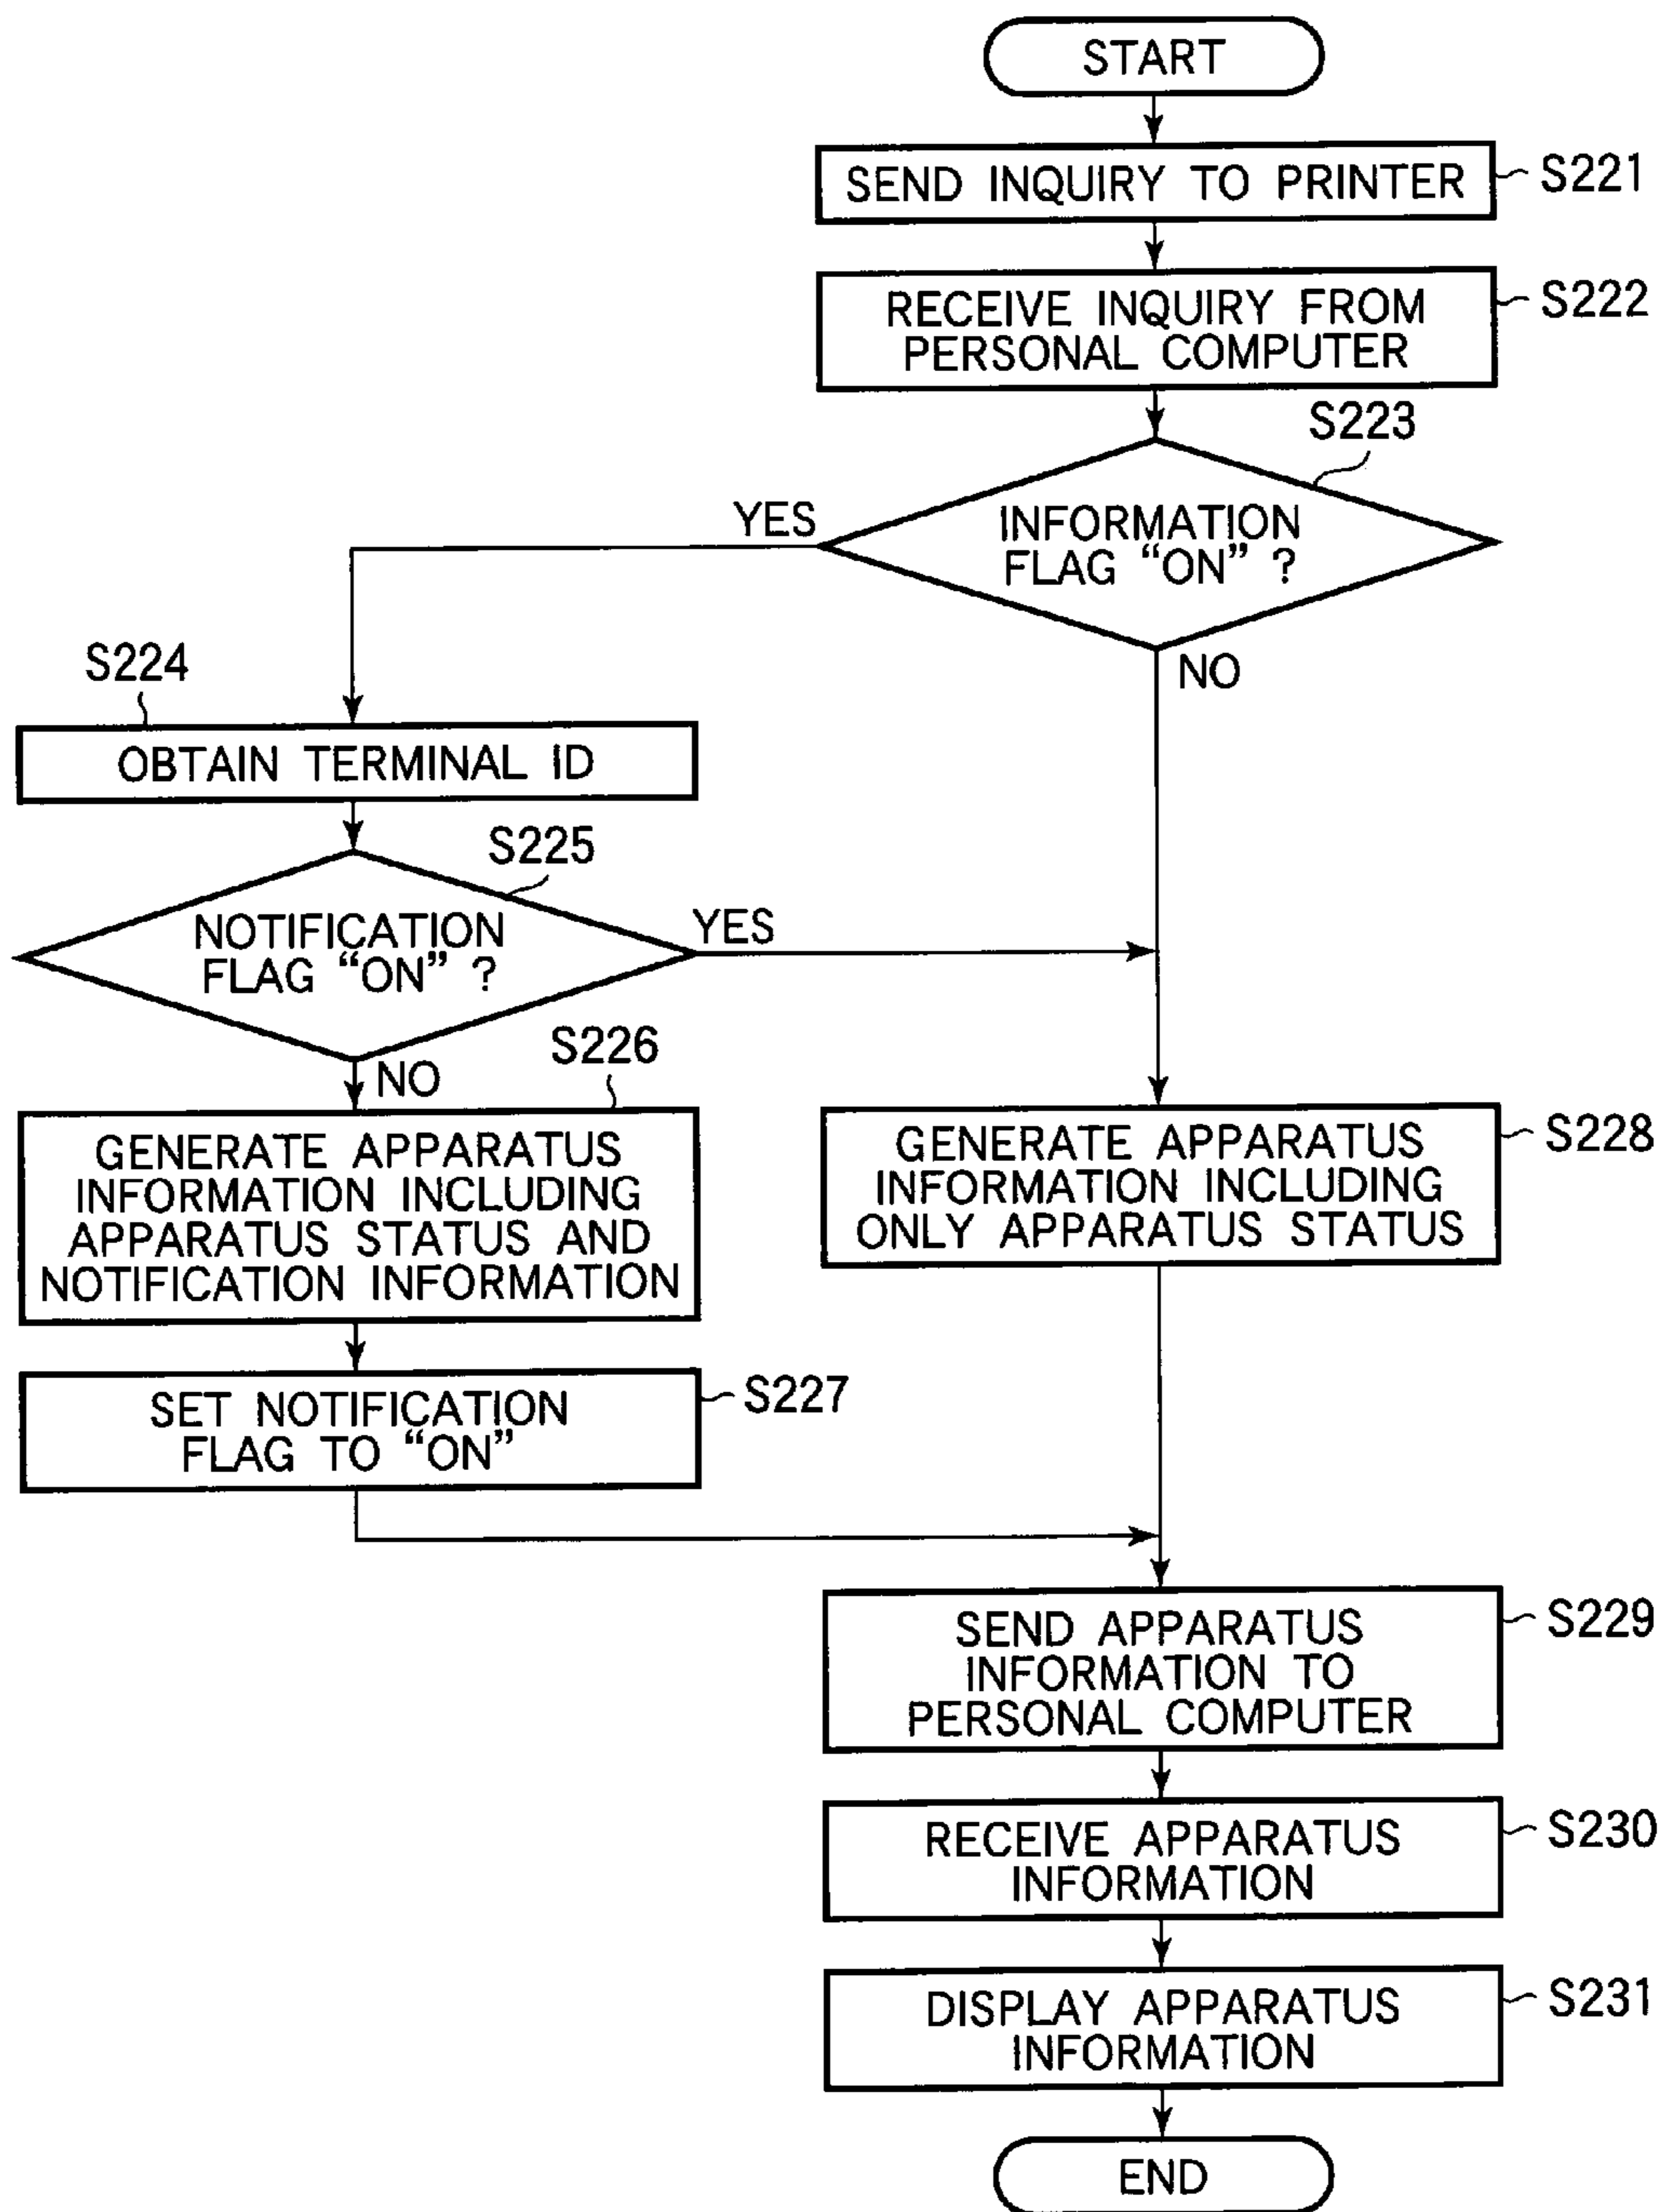 START
SEND INQUIRY TO PRINTER
S221
RECEIVE INQUIRY FROM
PERSONAL COMPUTER
S222
S223
INFORMATION
FLAG “ON” ?
YES
NO
S224
OBTAIN TERMINAL ID
S225
NOTIFICATION
FLAG “ON” ?
YES
NO
S226
GENERATE APPARATUS
INFORMATION INCLUDING
APPARATUS STATUS AND
NOTIFICATION INFORMATION
GENERATE APPARATUS
INFORMATION INCLUDING
ONLY APPARATUS STATUS
S228
SET NOTIFICATION
FLAG TO “ON”
S227
SEND APPARATUS
INFORMATION TO
PERSONAL COMPUTER
S229
RECEIVE APPARATUS
INFORMATION
S230
DISPLAY APPARATUS
INFORMATION
S231
END